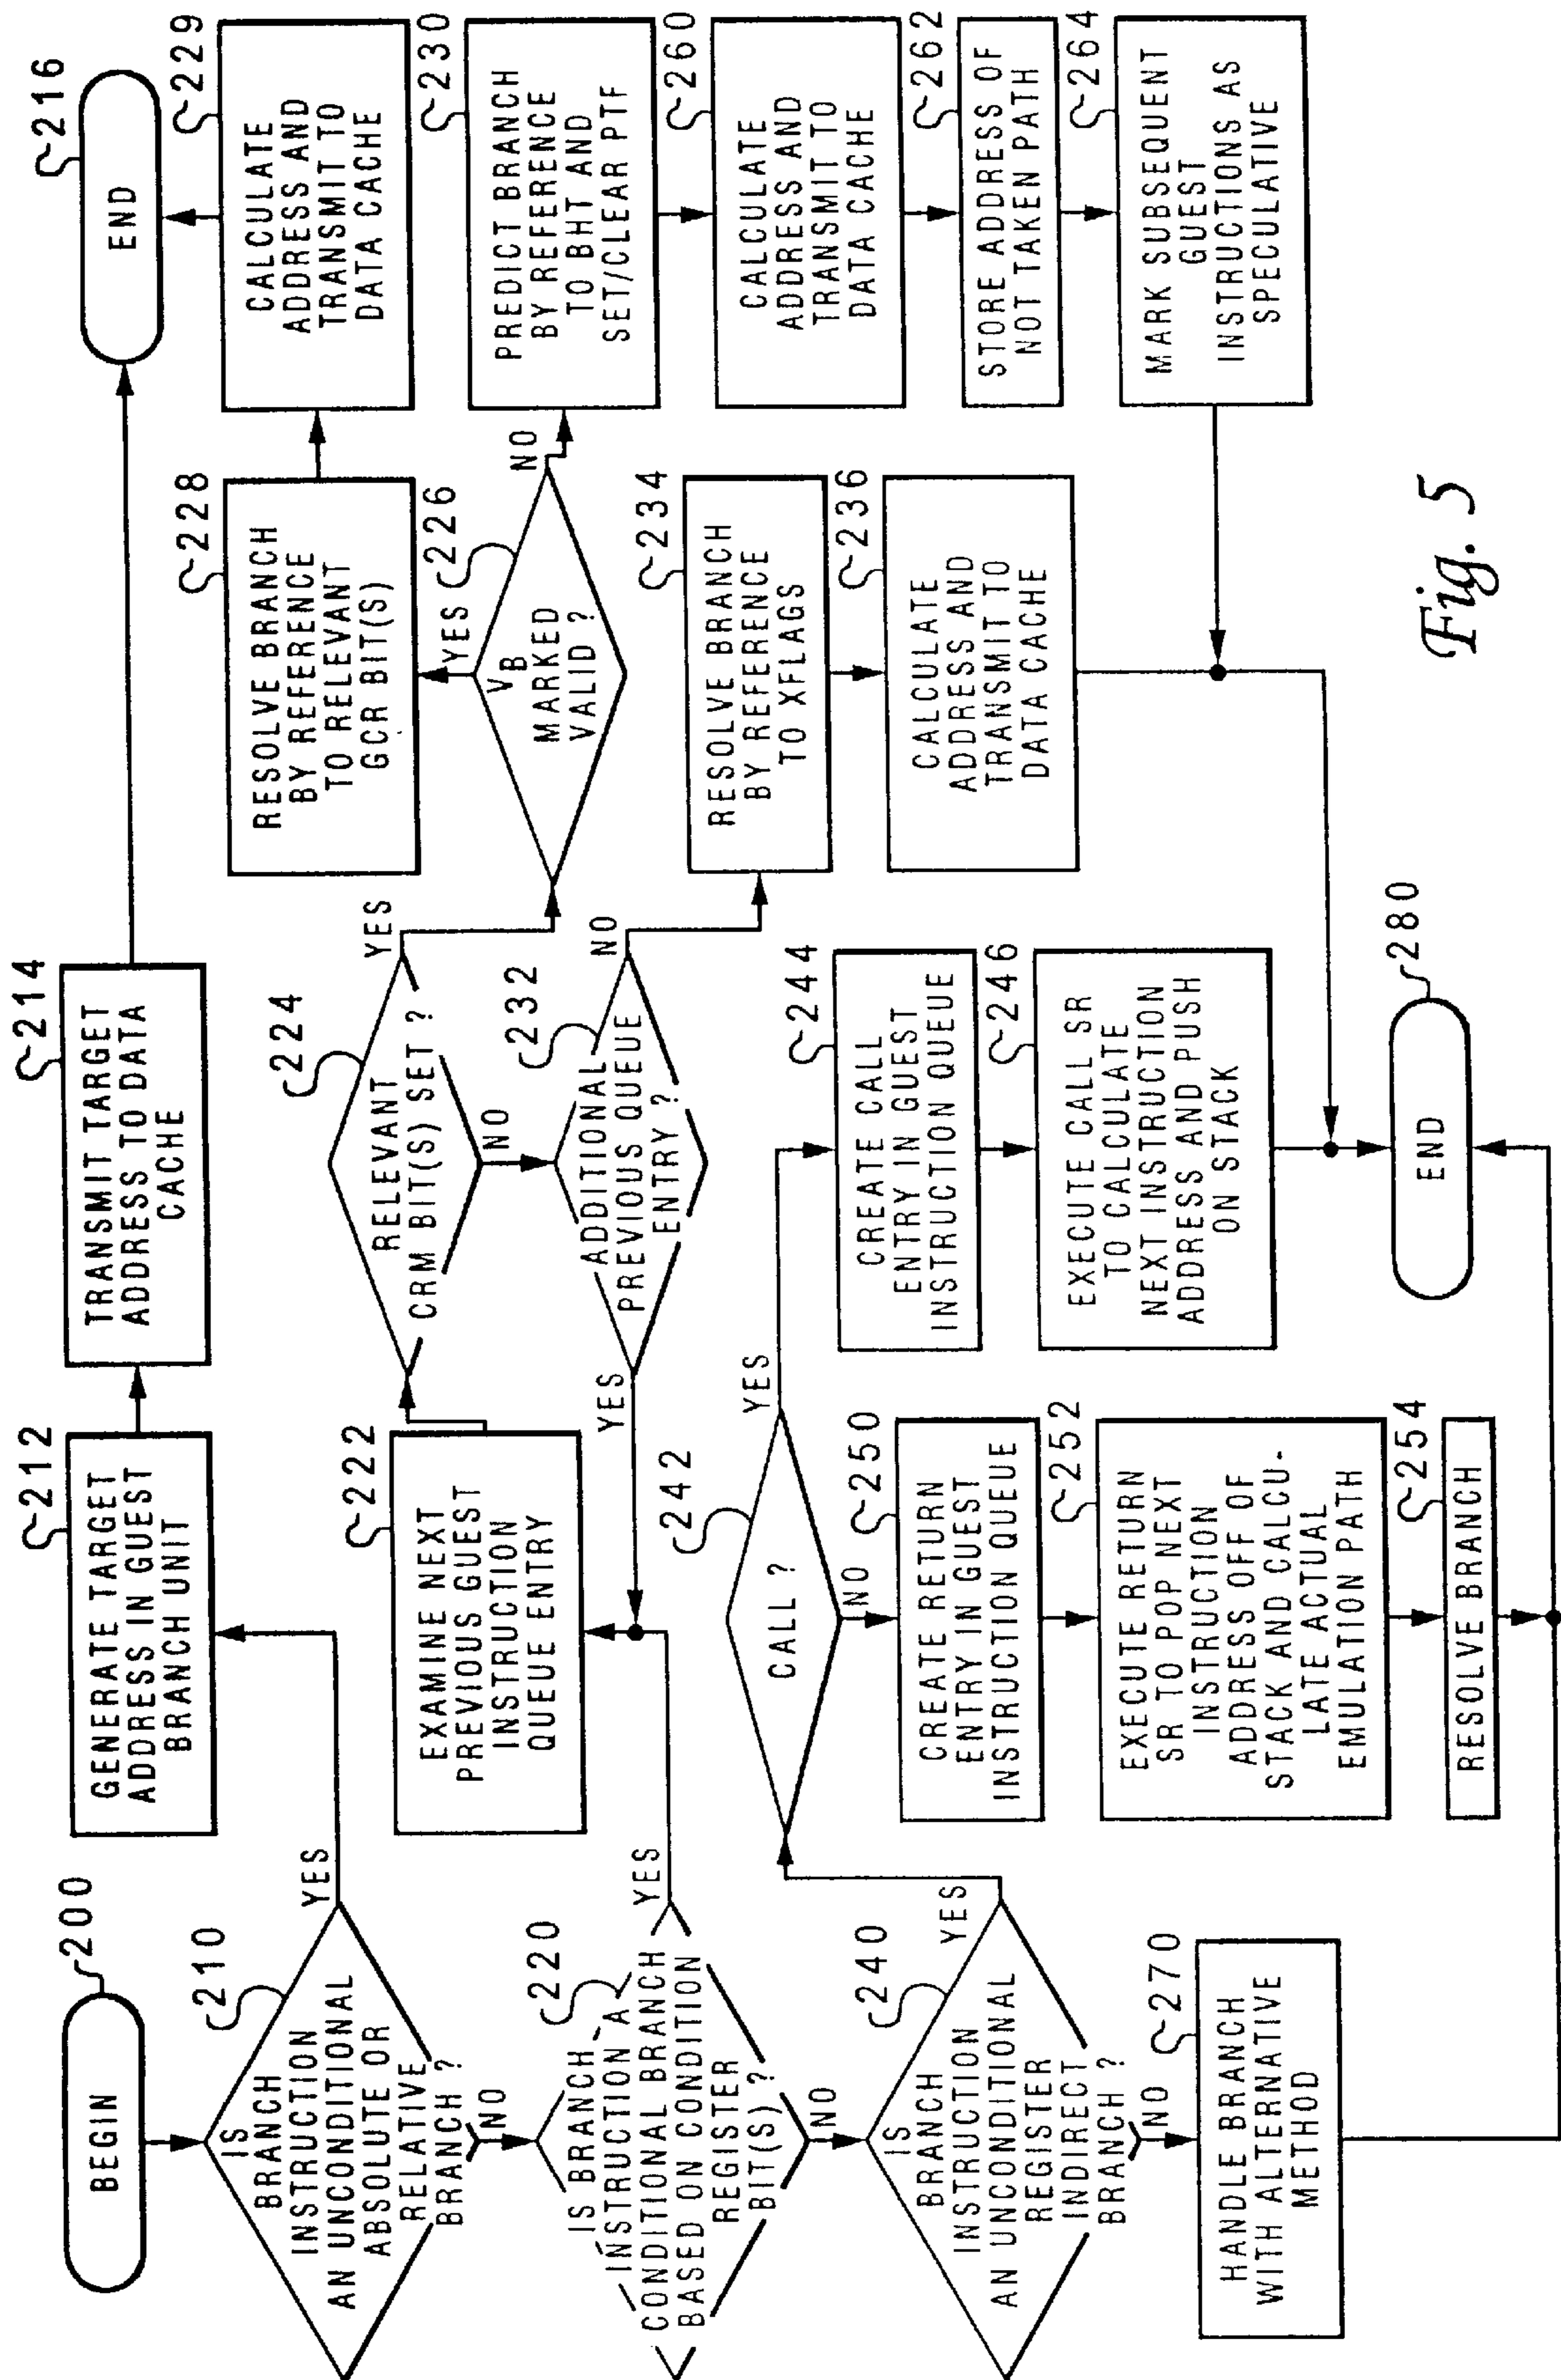 BEGIN
200
IS
BRANCH
INSTRUCTION
AN UNCONDITIONAL
ABSOLUTE OR
RELATIVE
BRANCH ?
210
YES
NO
GENERATE TARGET
ADDRESS IN GUEST
BRANCH UNIT
212
TRANSMIT TARGET
ADDRESS TO DATA
CACHE
214
END
216
IS BRANCH
INSTRUCTION A
CONDITIONAL BRANCH
BASED ON CONDITION
REGISTER
BIT(S) ?
220
YES
NO
EXAMINE NEXT
PREVIOUS GUEST
INSTRUCTION
QUEUE ENTRY
222
RELEVANT
CRM BIT(S) SET ?
224
YES
NO
ADDITIONAL
PREVIOUS QUEUE
ENTRY ?
232
YES
NO
RESOLVE BRANCH
BY REFERENCE
TO RELEVANT
GCR BIT(S)
228
YES
VB
MARKED
VALID ?
226
NO
CALCULATE
ADDRESS AND
TRANSMIT TO
DATA CACHE
229
PREDICT BRANCH
BY REFERENCE
TO BHT AND
SET/CLEAR PTF
230
CALCULATE
ADDRESS AND
TRANSMIT TO
DATA CACHE
260
STORE ADDRESS OF
NOT TAKEN PATH
262
MARK SUBSEQUENT
GUEST
INSTRUCTIONS AS
SPECULATIVE
264
RESOLVE BRANCH
BY REFERENCE
TO XFLAGS
234
CALCULATE
ADDRESS AND
TRANSMIT TO
DATA CACHE
236
IS
BRANCH
INSTRUCTION
AN UNCONDITIONAL
REGISTER
INDIRECT
BRANCH ?
240
YES
NO
CALL ?
242
YES
NO
CREATE CALL
ENTRY IN GUEST
INSTRUCTION QUEUE
244
EXECUTE CALL SR
TO CALCULATE
NEXT INSTRUCTION
ADDRESS AND PUSH
ON STACK
246
CREATE RETURN
ENTRY IN GUEST
INSTRUCTION QUEUE
250
EXECUTE RETURN
SR TO POP NEXT
INSTRUCTION
ADDRESS OFF OF
STACK AND CALCU-
LATE ACTUAL
EMULATION PATH
252
RESOLVE BRANCH
254
HANDLE BRANCH
WITH ALTERNATIVE
METHOD
270
END
280
Fig. 5